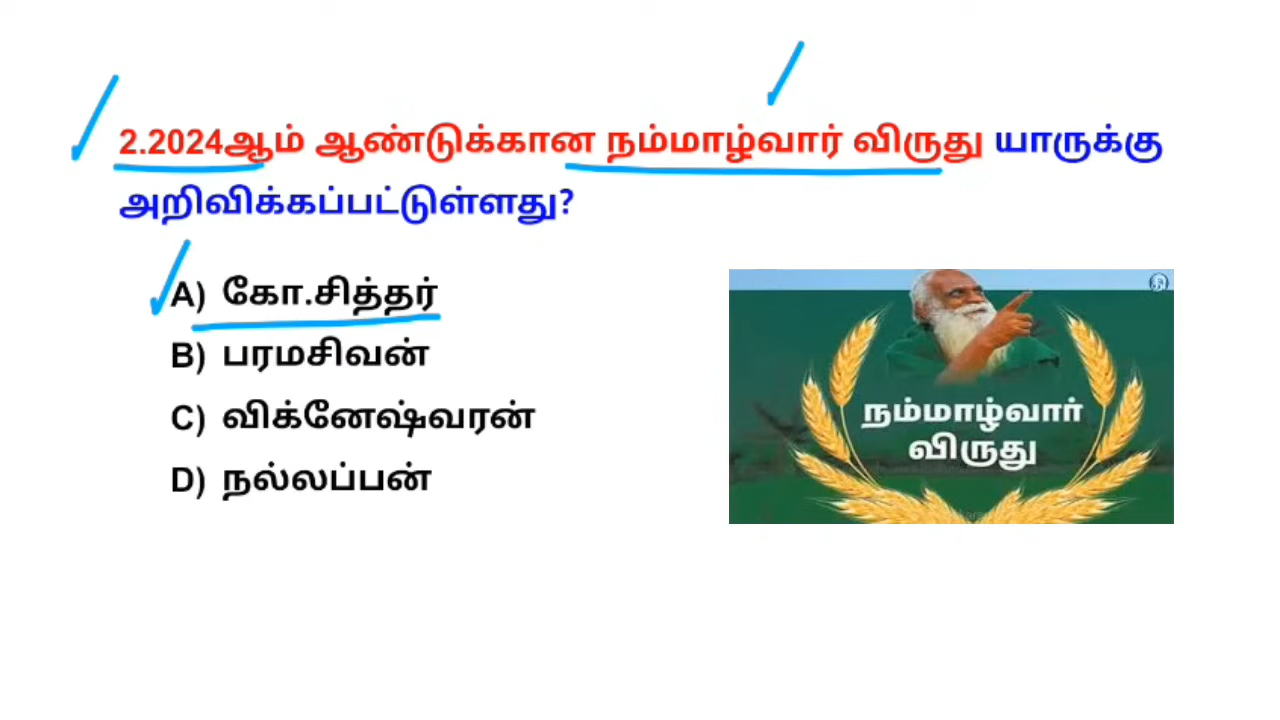 2.2024ஆம் ஆண்டுக்கான நம்மாழ்வார் விருது யாருக்கு
அறிவிக்கப்பட்டுள்ளது?
A) கோ.சித்தர்
B) பரமசிவன்
C) விக்னேஷ்வரன்
D) நல்லப்பன்
நம்மாழ்வார்
விருது